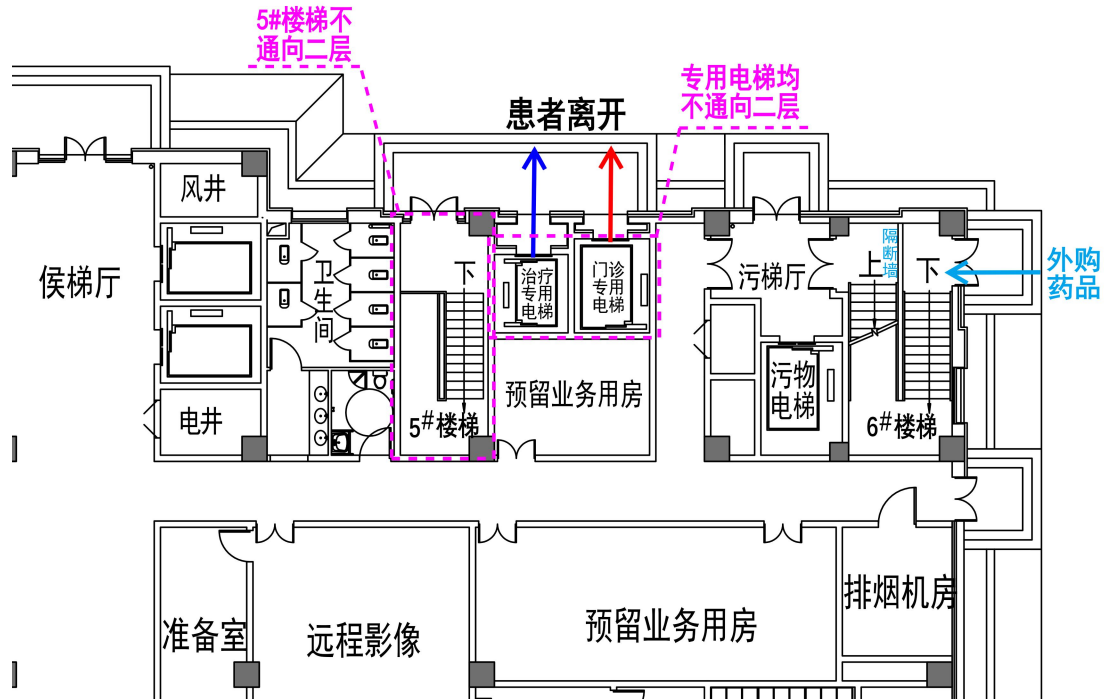 5#楼梯不
通向二层
专用电梯均
不通向二层
患者离开
风井
侯梯厅
卫
生
间
下
治疗
专用
电梯
门诊
专用
电梯
污梯厅
上
隔
断
墙
下
外购
药品
预留业务用房
污物
电梯
电井
5#楼梯
6#楼梯
准备室
远程影像
预留业务用房
排烟机房